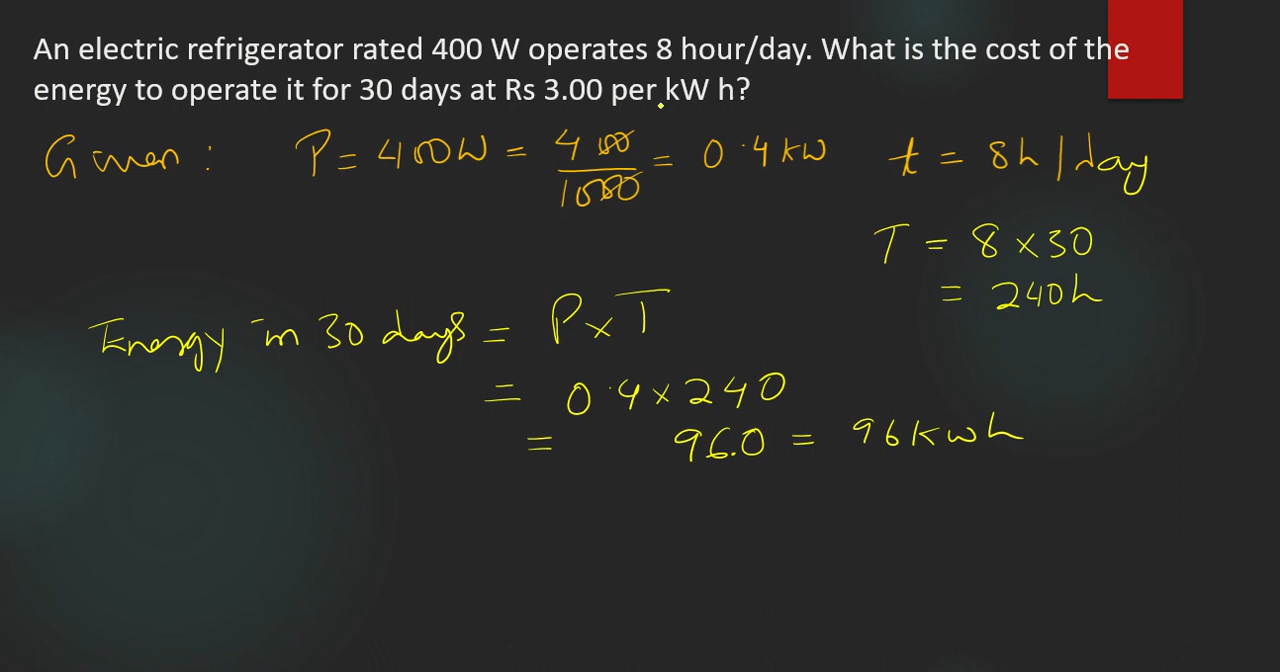 An electric refrigerator rated 400 W operates 8 hour/day. What is the cost of the
energy to operate it for 30 days at Rs 3.00 per kW h?
Given : P = 400W = 400/1000 = 0.4 kW t = 8h/day
T = 8 × 30
= 240h
Energy in 30 days = P × T
= 0.4 × 240
= 96.0 = 96 kwh